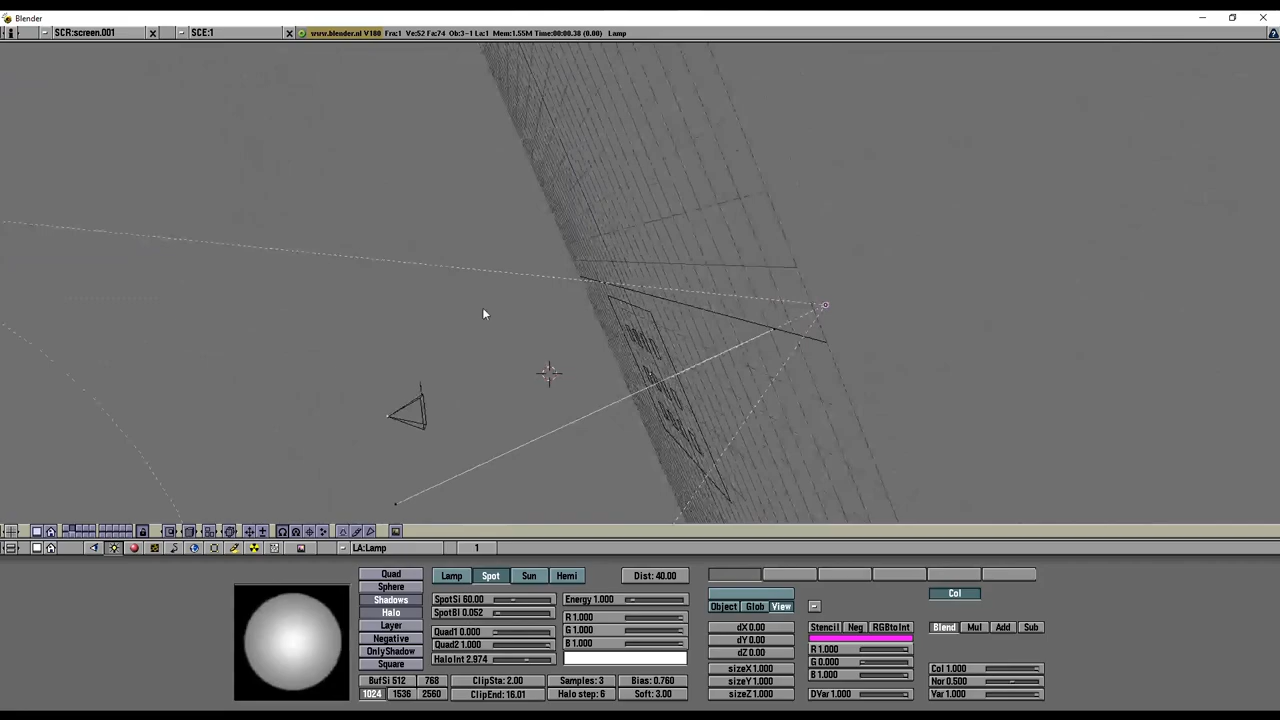 Blender
SCR:screen.001 X SCE:1 X www.blender.nl V180 Fra:1 Ve:52 Fa:74 Ob:3-1 La:1 Mem:1.55M Time:00:00.38 (0.00) Lamp ?
LA:Lamp 1
Quad Lamp Spot Sun Hemi Dist: 40.00
Sphere
Shadows SpotSi 60.00 Energy 1.000 Col
Halo SpotBl 0.052 Object Glob View
Layer Quad1 0.000 R 1.000 dX 0.00 Stencil Neg RGBtoInt Blend Mul Add Sub
Negative Quad2 1.000 G 1.000 dY 0.00
OnlyShadow HaloInt 2.974 B 1.000 dZ 0.00 R 1.000
Square sizeX 1.000 G 0.000 Col 1.000
BufSi 512 768 ClipSta: 2.00 Samples: 3 Bias: 0.760 sizeY 1.000 B 1.000 Nor 0.500
1024 1536 2560 ClipEnd: 16.01 Halo step: 6 Soft: 3.00 sizeZ 1.000 DVar 1.000 Var 1.000